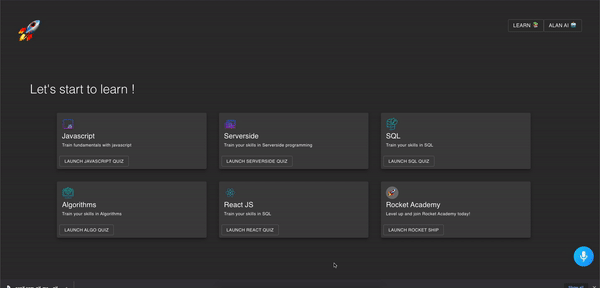 LEARN
ALAN AI
Let's start to learn !
Javascript
Train fundamentals with javascript
LAUNCH JAVASCRIPT QUIZ
Serverside
Train your skills in Serverside programming
LAUNCH SERVERSIDE QUIZ
SQL
Train your skills in SQL
LAUNCH SQL QUIZ
Algorithms
Train your skills in Algorithms
LAUNCH ALGO QUIZ
React JS
Train your skills in SQL
LAUNCH REACT QUIZ
Rocket Academy
Level up and join Rocket Academy today!
LAUNCH ROCKET SHIP